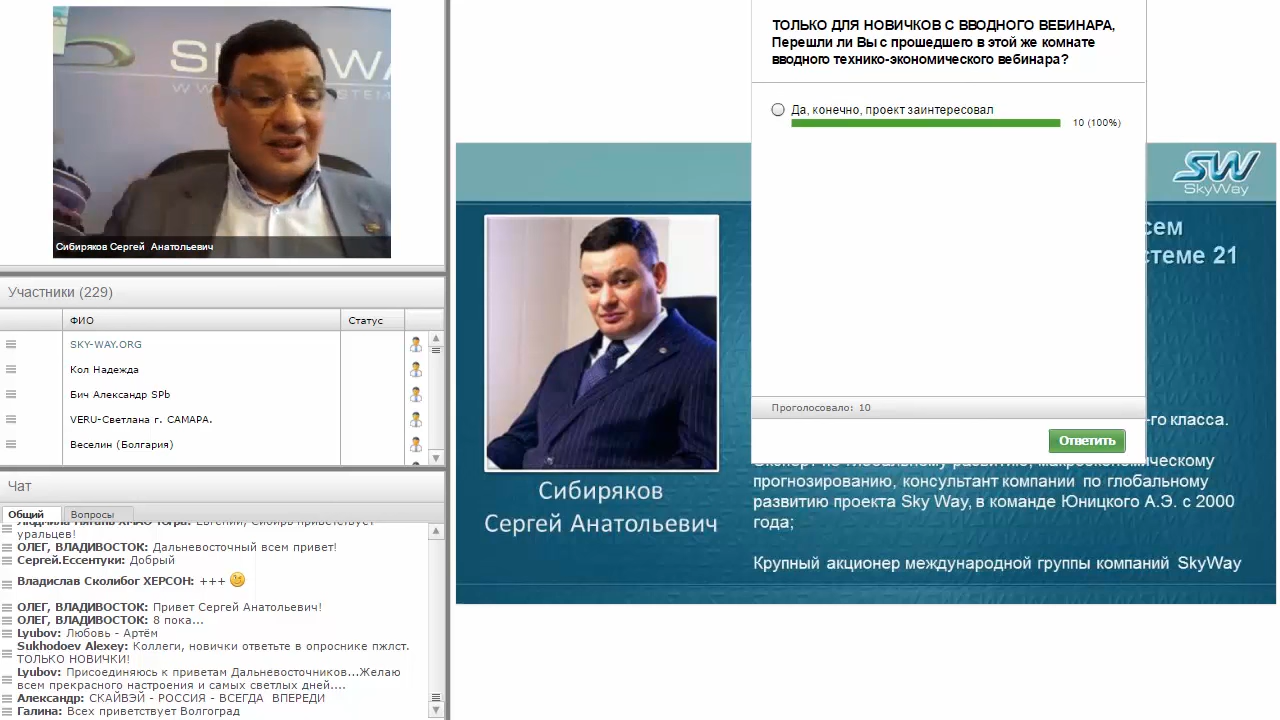 Сибиряков Сергей Анатольевич
Участники (229)
ФИО
Статус
SKY-WAY.ORG
Кол Надежда
Бич Александр SPb
VERU-Светлана г. САМАРА.
Веселин (Болгария)
Чат
Общий
Вопросы
уральцев!
ОЛЕГ, ВЛАДИВОСТОК: Дальневосточный всем привет!
Сергей.Ессентуки: Добрый
Владислав Сколибог ХЕРСОН: +++
ОЛЕГ, ВЛАДИВОСТОК: Привет Сергей Анатольевич!
ОЛЕГ, ВЛАДИВОСТОК: 8 пока...
Lyubov: Любовь - Артём
Sukhodoev Alexey: Коллеги, новички ответьте в опроснике пжлст.
ТОЛЬКО НОВИЧКИ!
Lyubov: Присоединяюсь к приветам Дальневосточников...Желаю
всем прекрасного настроения и самых светлых дней....
Александр: СКАЙВЭЙ - РОССИЯ - ВСЕГДА ВПЕРЕДИ
Галина: Всех приветствует Волгоград
ТОЛЬКО ДЛЯ НОВИЧКОВ С ВВОДНОГО ВЕБИНАРА,
Перешли ли Вы с прошедшего в этой же комнате
вводного технико-экономического вебинара?
Да, конечно, проект заинтересовал
10 (100%)
Проголосовало: 10
Ответить
SW
SkyWay
стеме 21
-го класса.
прогнозированию, консультант компании по глобальному
развитию проекта Sky Way, в команде Юницкого А.Э. с 2000
года;
Крупный акционер международной группы компаний SkyWay
Сибиряков
Сергей Анатольевич